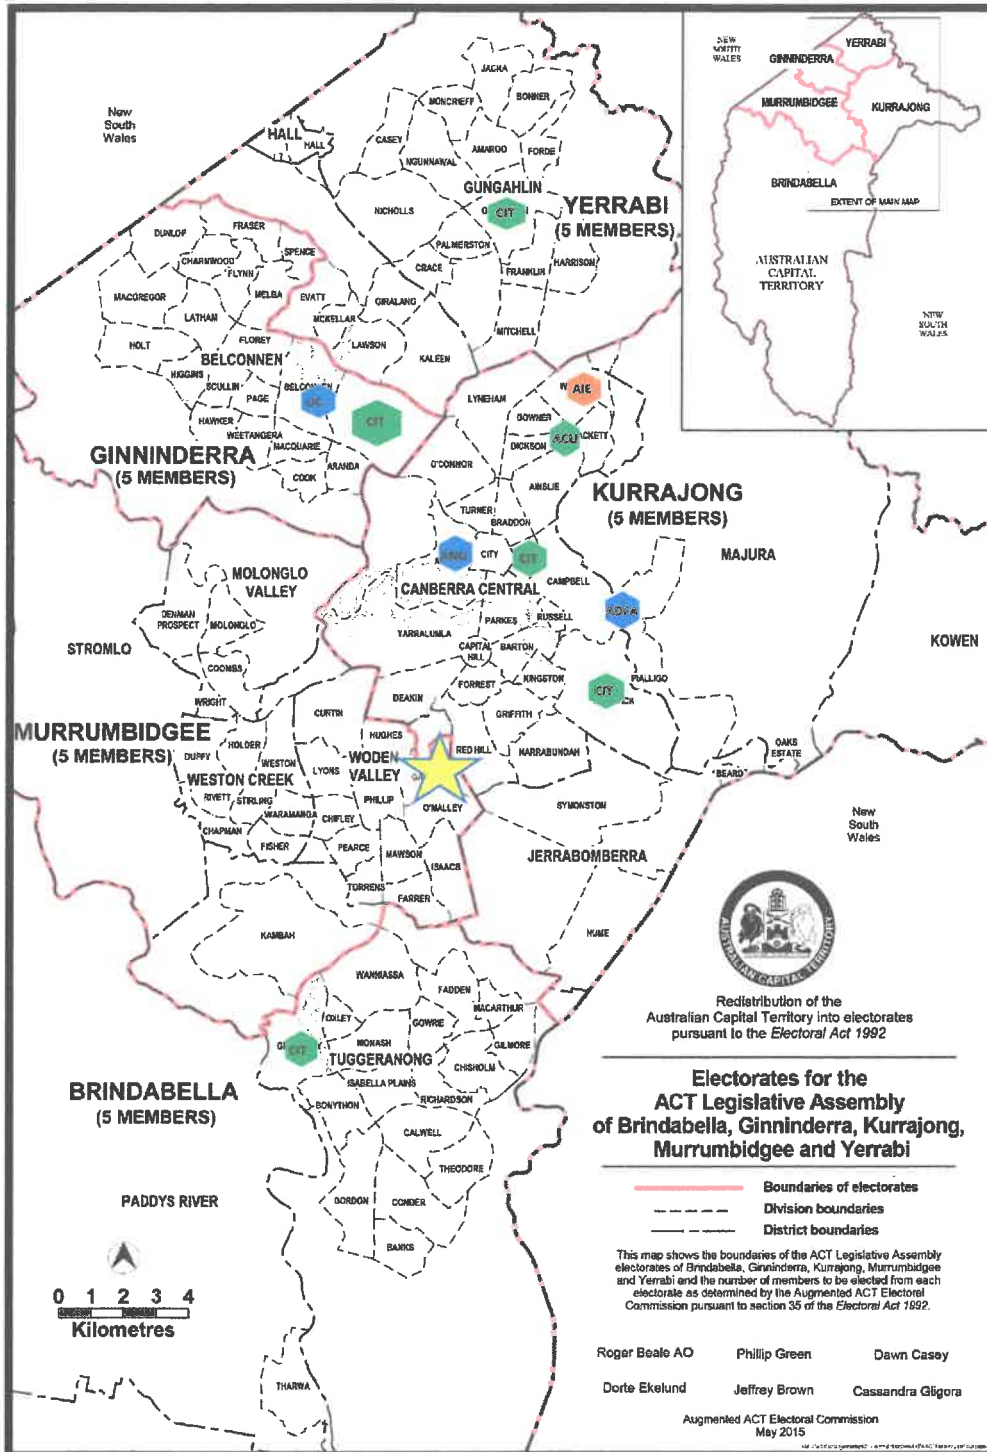 New
South
Wales
HALL
HALL
JACKA
BONNER
MONCRIEFF
CASEY
AMAROO
FORDE
NGUNNAWAL
GUNGAHLIN
CIT
NICHOLLS
YERRABI
(5 MEMBERS)
PALMERSTON
CRACE
FRANKLIN
HARRISON
GIRALANG
MITCHELL
KALEEN
LAWSON
MCKELLAR
EVATT
DUNLOP
FRASER
SPENCE
CHARNWOOD
FLYNN
MELBA
MACGREGOR
LATHAM
HOLT
FLOREY
BELCONNEN
HIGGINS
SCULLIN
PAGE
UC
CIT
HAWKER
WEETANGERA
MACQUARIE
ARANDA
COOK
GINNINDERRA
(5 MEMBERS)
LYNEHAM
AIE
DOWNER
ACU
DICKSON
O'CONNOR
AINSLIE
KURRAJONG
(5 MEMBERS)
TURNER
BRADDON
ANU
CITY
CIT
CAMPBELL
MAJURA
CANBERRA CENTRAL
ADFA
KOWEN
YARRALUMLA
PARKES
RUSSELL
CAPITAL
HILL
BARTON
FORREST
KINGSTON
CIT
PIALLIGO
DEAKIN
GRIFFITH
RED HILL
NARRABUNDAH
OAKS
ESTATE
BEARD
SYMONSTON
JERRABOMBERRA
HUME
MOLONGLO
VALLEY
DENMAN
PROSPECT
MOLONGLO
STROMLO
COOMBS
WRIGHT
CURTIN
HUGHES
MURRUMBIDGEE
(5 MEMBERS)
DUFFY
HOLDER
WESTON
LYONS
WODEN
VALLEY
WESTON CREEK
RIVETT
STIRLING
PHILLIP
O'MALLEY
WARAMANGA
CHIFLEY
CHAPMAN
FISHER
PEARCE
MAWSON
ISAACS
TORRENS
FARRER
KAMBAH
WANNIASSA
FADDEN
MACARTHUR
OXLEY
GOWRIE
GILMORE
CIT
MONASH
TUGGERANONG
CHISHOLM
ISABELLA PLAINS
RICHARDSON
BONYTHON
BRINDABELLA
(5 MEMBERS)
CALWELL
THEODORE
GORDON
CONDER
BANKS
PADDYS RIVER
THARWA
0 1 2 3 4
Kilometres
NEW
SOUTH
WALES
YERRABI
GINNINDERRA
MURRUMBIDGEE
KURRAJONG
BRINDABELLA
EXTENT OF MAIN MAP
AUSTRALIAN
CAPITAL
TERRITORY
NEW
SOUTH
WALES
New
South
Wales
AUSTRALIAN CAPITAL TERRITORY
Redistribution of the
Australian Capital Territory into electorates
pursuant to the Electoral Act 1992
Electorates for the
ACT Legislative Assembly
of Brindabella, Ginninderra, Kurrajong,
Murrumbidgee and Yerrabi
Boundaries of electorates
Division boundaries
District boundaries
This map shows the boundaries of the ACT Legislative Assembly
electorates of Brindabella, Ginninderra, Kurrajong, Murrumbidgee
and Yerrabi and the number of members to be elected from each
electorate as determined by the Augmented ACT Electoral
Commission pursuant to section 35 of the Electoral Act 1992.
Roger Beale AO
Phillip Green
Dawn Casey
Dorte Ekelund
Jeffrey Brown
Cassandra Gligora
Augmented ACT Electoral Commission
May 2015